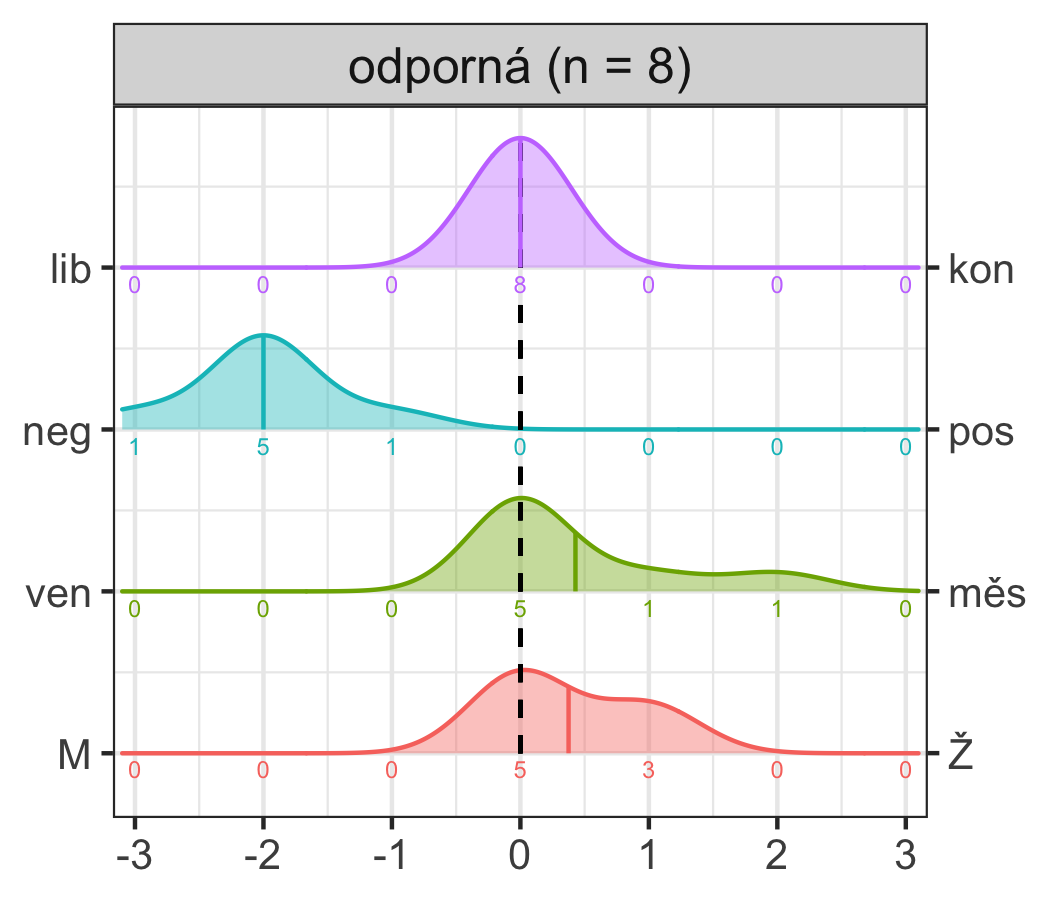 odporná (n = 8)
lib kon
0 0 0 8 0 0 0
neg pos
1 5 1 0 0 0 0
ven měs
0 0 0 5 1 1 0
M Ž
0 0 0 5 3 0 0
-3 -2 -1 0 1 2 3